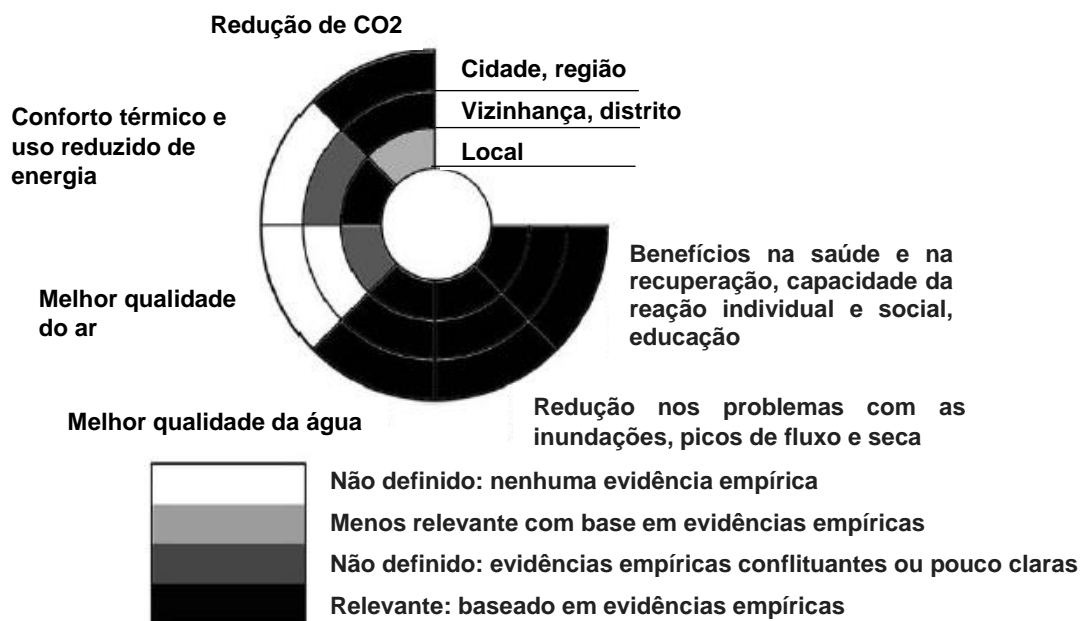 Redução de CO2
Cidade, região
Vizinhança, distrito
Local
Conforto térmico e
uso reduzido de
energia
Benefícios na saúde e na
recuperação, capacidade da
reação individual e social,
educação
Melhor qualidade
do ar
Redução nos problemas com as
inundações, picos de fluxo e seca
Melhor qualidade da água
Não definido: nenhuma evidência empírica
Menos relevante com base em evidências empíricas
Não definido: evidências empíricas conflituantes ou pouco claras
Relevante: baseado em evidências empíricas